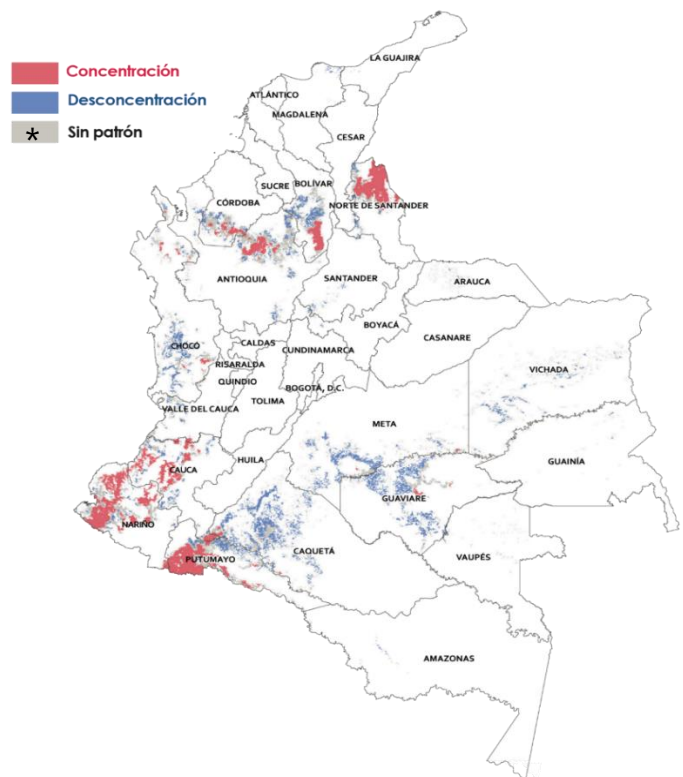 Concentración
Desconcentración
* Sin patrón
LA GUAJIRA
ATLÁNTICO
MAGDALENA
CESAR
SUCRE
BOLÍVAR
CÓRDOBA
NORTE DE SANTANDER
ANTIOQUIA
SANTANDER
ARAUCA
BOYACÁ
CASANARE
CHOCÓ
CALDAS
CUNDINAMARCA
RISARALDA
VICHADA
QUINDIO
BOGOTÁ, D.C.
TOLIMA
VALLE DEL CAUCA
META
HUILA
GUAINÍA
CAUCA
GUAVIARE
NARIÑO
CAQUETÁ
VAUPÉS
PUTUMAYO
AMAZONAS